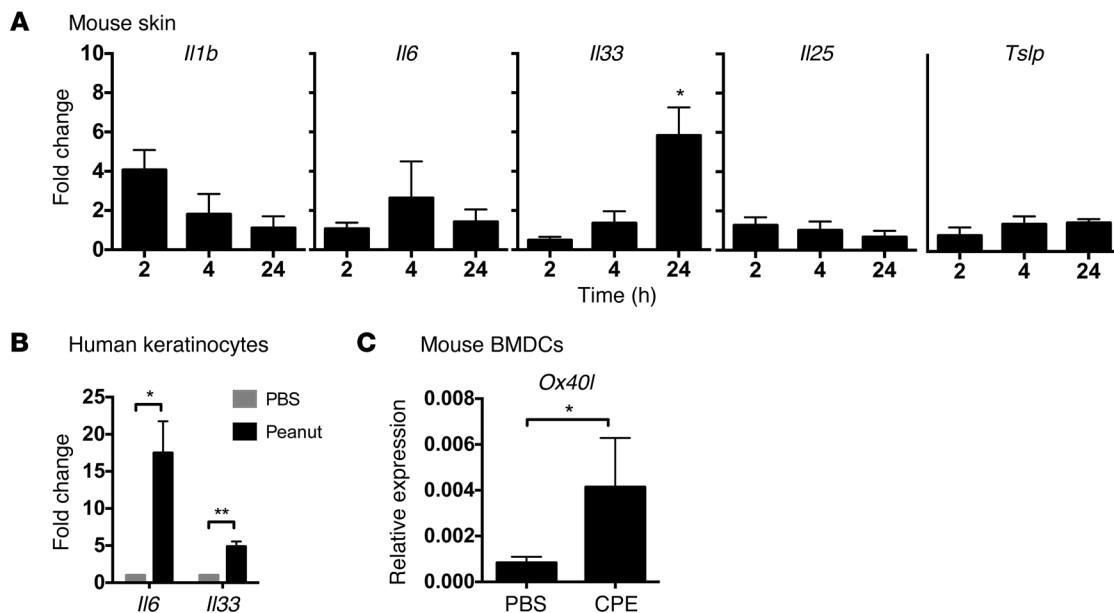 A Mouse skin
Il1b Il6 Il33 Il25 Tslp
10
8
6
4
2
0
Fold change
*
2 4 24 2 4 24 2 4 24 2 4 24 2 4 24
Time (h)
B Human keratinocytes
25
20
15
10
5
0
Fold change
*
**
PBS
Peanut
Il6 Il33
C Mouse BMDCs
Ox40l
0.008
0.006
0.004
0.002
0.000
Relative expression
*
PBS CPE